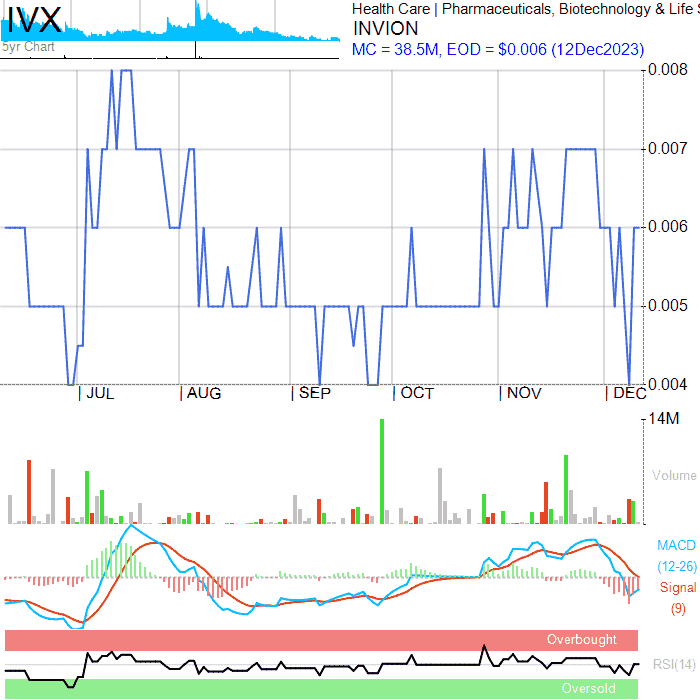 IVX
5yr Chart
Health Care | Pharmaceuticals, Biotechnology & Life
INVION
MC = 38.5M, EOD = $0.006 (12Dec2023)
0.008
0.007
0.006
0.005
0.004
| JUL | AUG | SEP | OCT | NOV | DEC
14M
Volume
MACD
(12-26)
Signal
(9)
Overbought
RSI(14)
Oversold